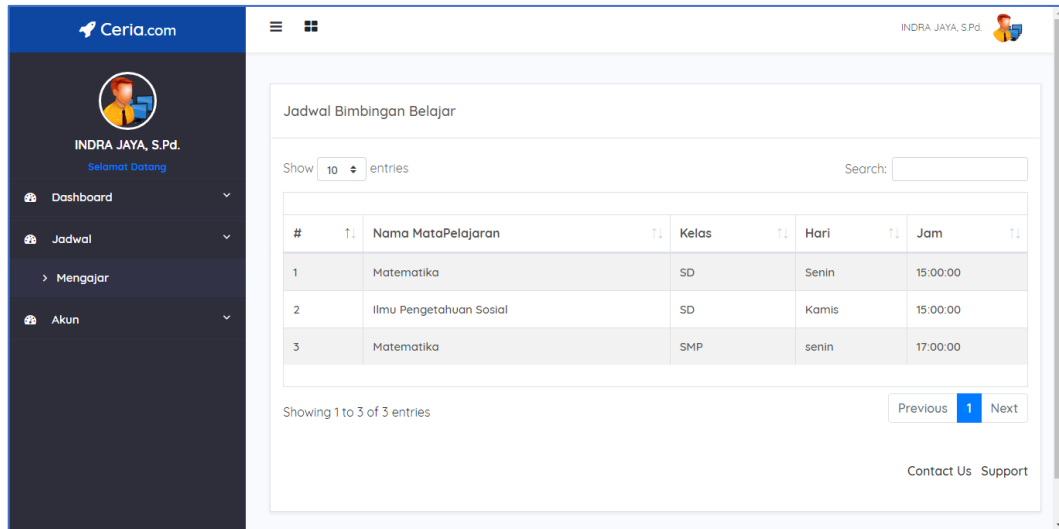 Ceria.com
INDRA JAYA, S.Pd.
INDRA JAYA, S.Pd.
Selamat Datang
Dashboard
Jadwal
> Mengajar
Akun
Jadwal Bimbingan Belajar
Show 10 entries
Search:
# Nama MataPelajaran Kelas Hari Jam
1 Matematika SD Senin 15:00:00
2 Ilmu Pengetahuan Sosial SD Kamis 15:00:00
3 Matematika SMP senin 17:00:00
Showing 1 to 3 of 3 entries
Previous 1 Next
Contact Us Support